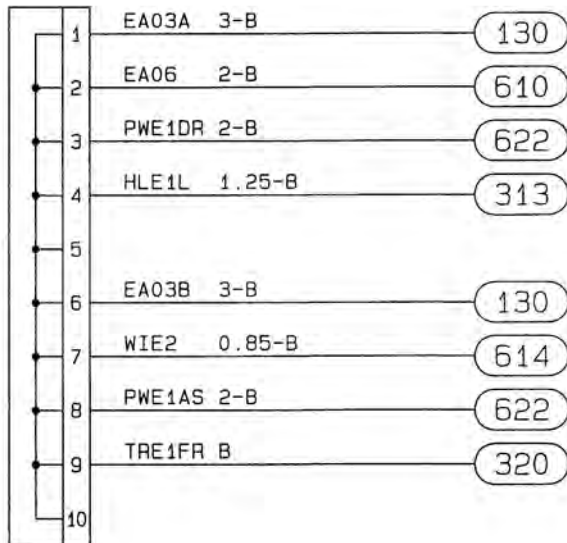 1 EA03A 3-B 130
2 EA06 2-B 610
3 PWE1DR 2-B 622
4 HLE1L 1.25-B 313
5
6 EA03B 3-B 130
7 WIE2 0.85-B 614
8 PWE1AS 2-B 622
9 TRE1FR B 320
10